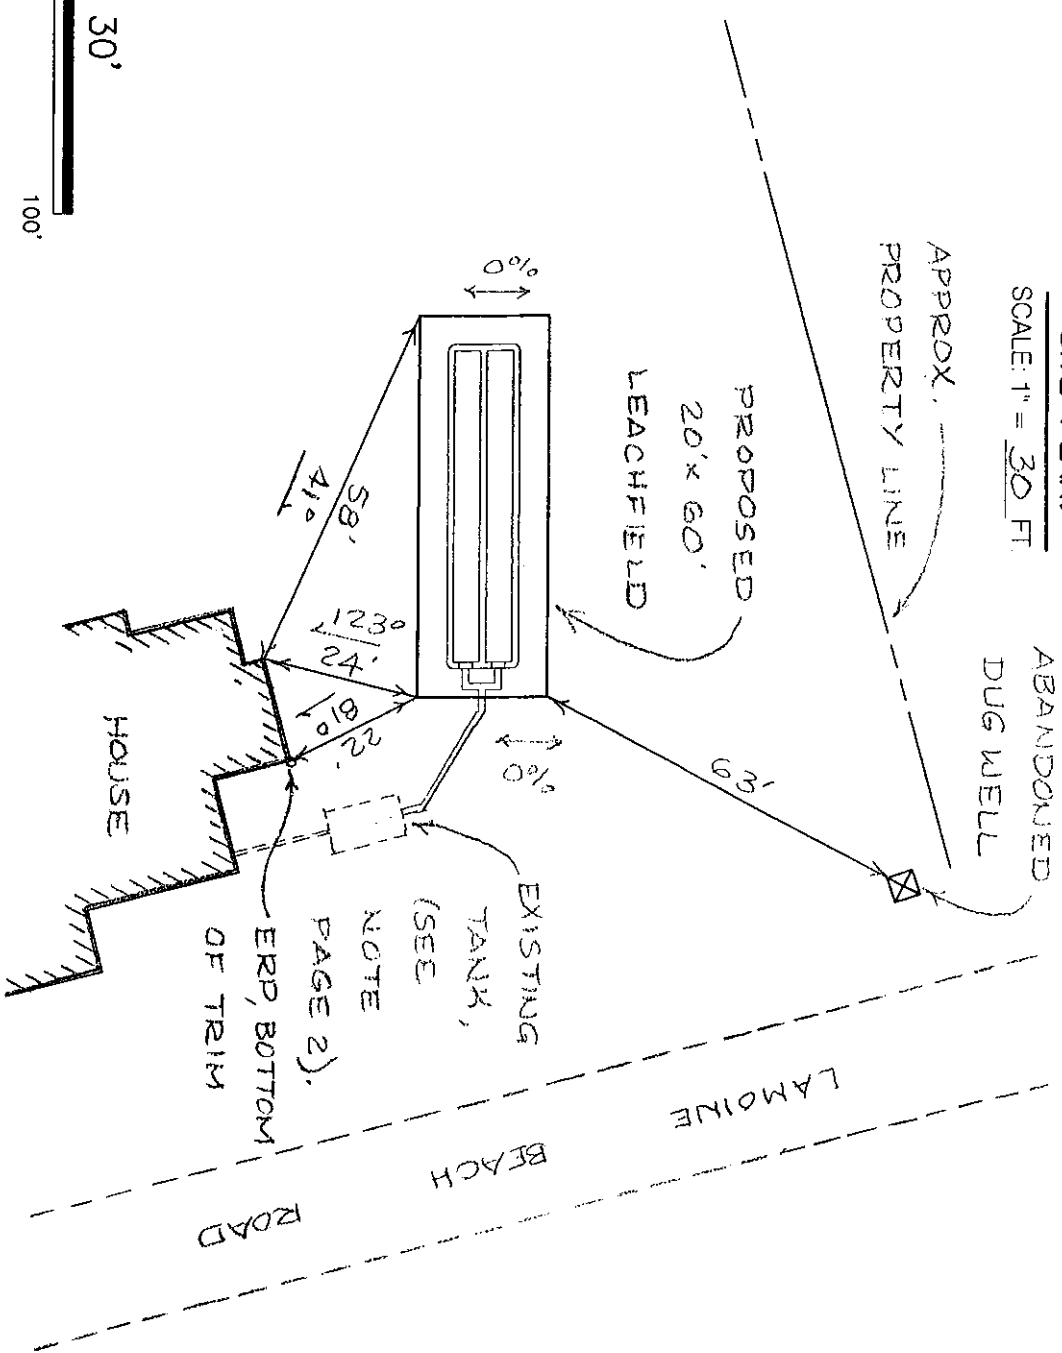 SCALE: 1" = 30 FT.
APPROX.
PROPERTY LINE
ABANDONED
DUG WELL
PROPOSED
20' x 60'
LEACHFIELD
63'
0%
0%
58'
41°
123°
24'
81°
22'
HOUSE
EXISTING
TANK,
(SEE
NOTE
PAGE 2).
ERP, BOTTOM
OF TRIM
LAMOINE
BEACH
ROAD
30'
100'